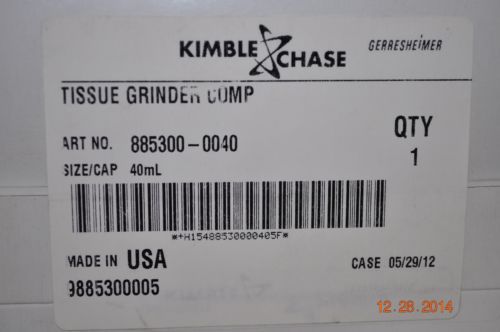 KIMBLE CHASE GERRESHEIMER
TISSUE GRINDER COMP
ART NO. 885300-0040
QTY
1
SIZE/CAP 40mL
*+H15488530000405F*
MADE IN USA
CASE 05/29/12
9885300005
12.28.2014